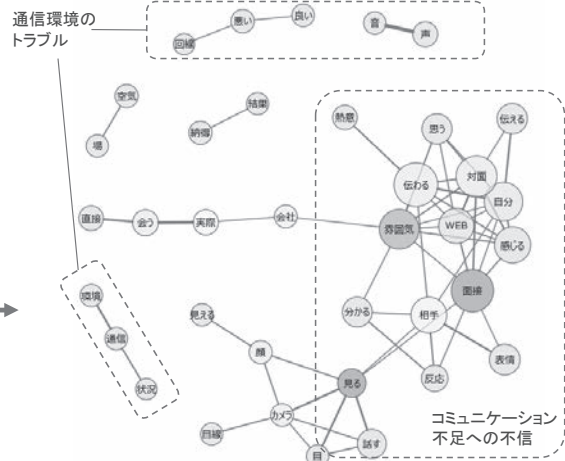 通信環境の
トラブル
悪い
良い
回線
音
声
空気
場
結果
納得
熱意
思う
伝える
伝わる
対面
自分
直接
会う
実際
会社
雰囲気
WEB
感じる
環境
通信
状況
見える
分かる
相手
面接
顔
表情
見る
反応
カメラ
目線
話す
目
コミュニケーション
不足への不信